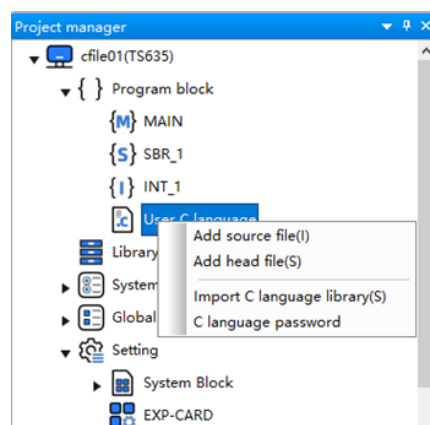 Project manager
cfile01(TS635)
{ } Program block
{M} MAIN
{S} SBR_1
{I} INT_1
.c User C language
Add source file(I)
Library
Add head file(S)
System
Import C language library(S)
Global
C language password
Setting
System Block
EXP-CARD